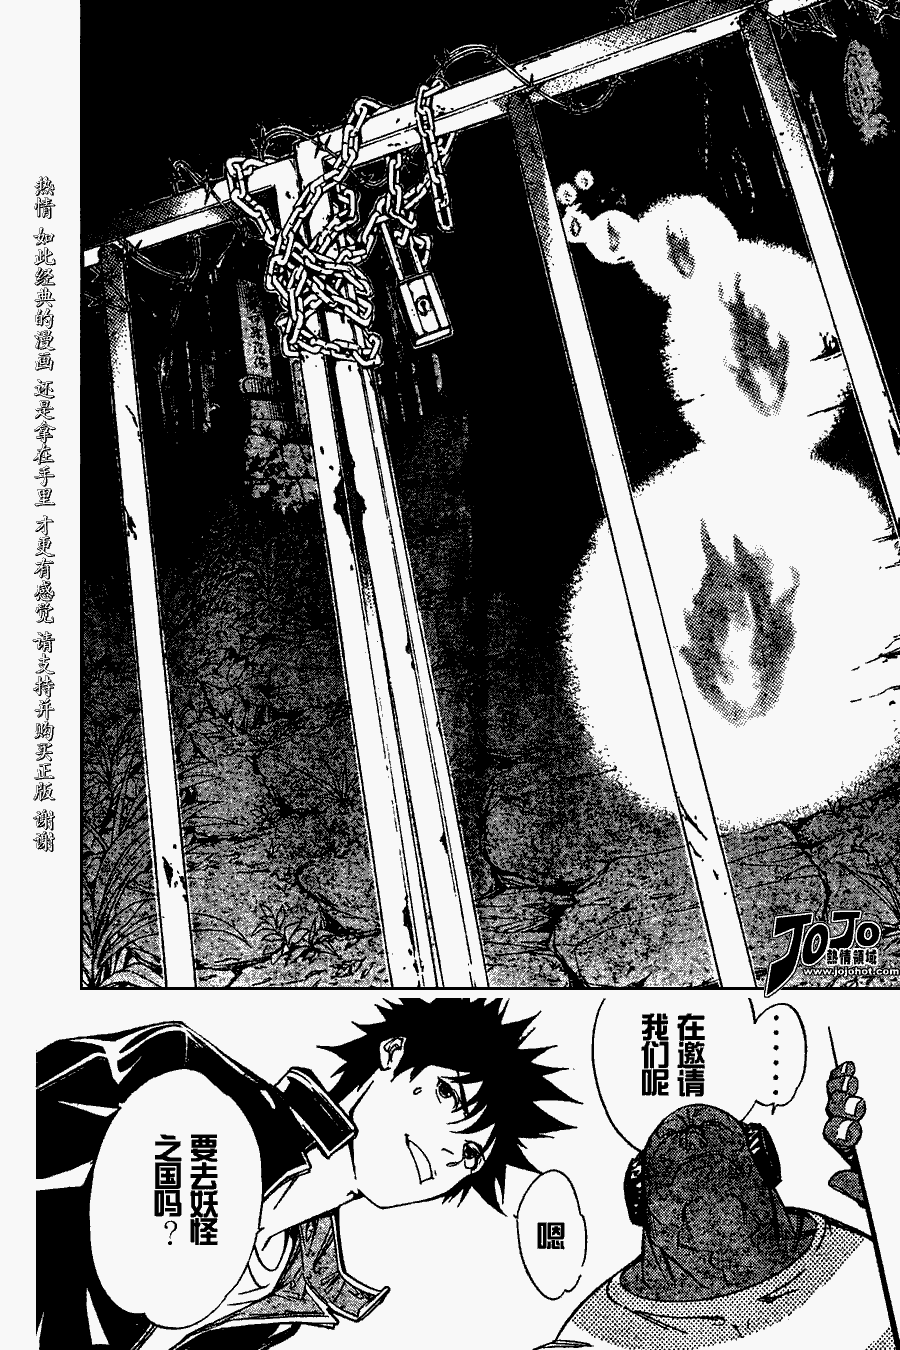 热情 如此经典的漫画 还是拿在手里 才更有感觉 请支持并购买正版 谢谢
JOJO
热情领域
www.jojohot.com
......
在邀请
我们呢
嗯
要去妖怪
之国吗？